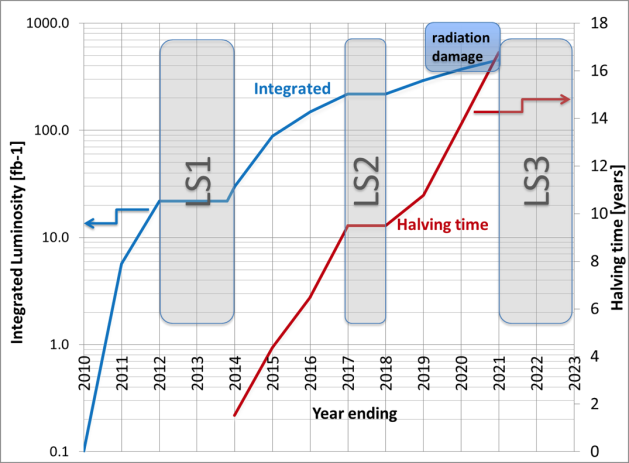 1000.0
100.0
10.0
1.0
0.1
Integrated Luminosity [fb-1]
radiation
damage
Integrated
LS1
LS2
LS3
Halving time
2010
2011
2012
2013
2014
2015
2016
2017
2018
2019
2020
2021
2022
2023
Year ending
18
16
14
12
10
8
6
4
2
0
Halving time [years]